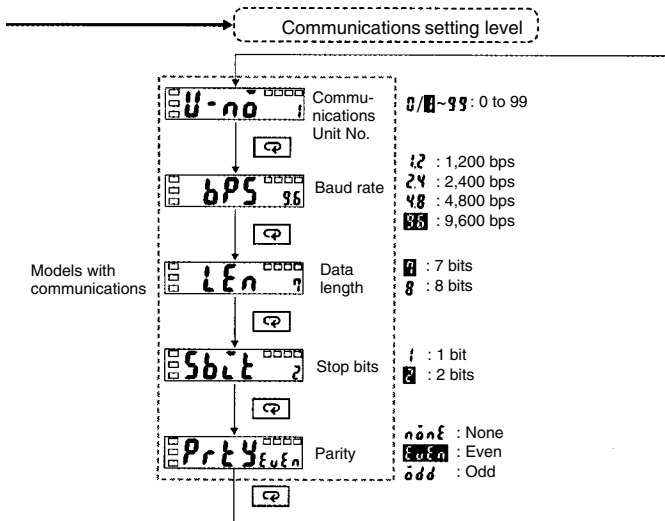 Communications setting level
U-no 1
Commu-
nications
Unit No.
0/1~99: 0 to 99
bPS 9.6
Baud rate
1.2 : 1,200 bps
2.4 : 2,400 bps
4.8 : 4,800 bps
9.6 : 9,600 bps
Models with
communications
LEn 7
Data
length
7 : 7 bits
8 : 8 bits
Sbit 2
Stop bits
1 : 1 bit
2 : 2 bits
PrtY EvEn
Parity
nonE : None
EvEn : Even
odd : Odd